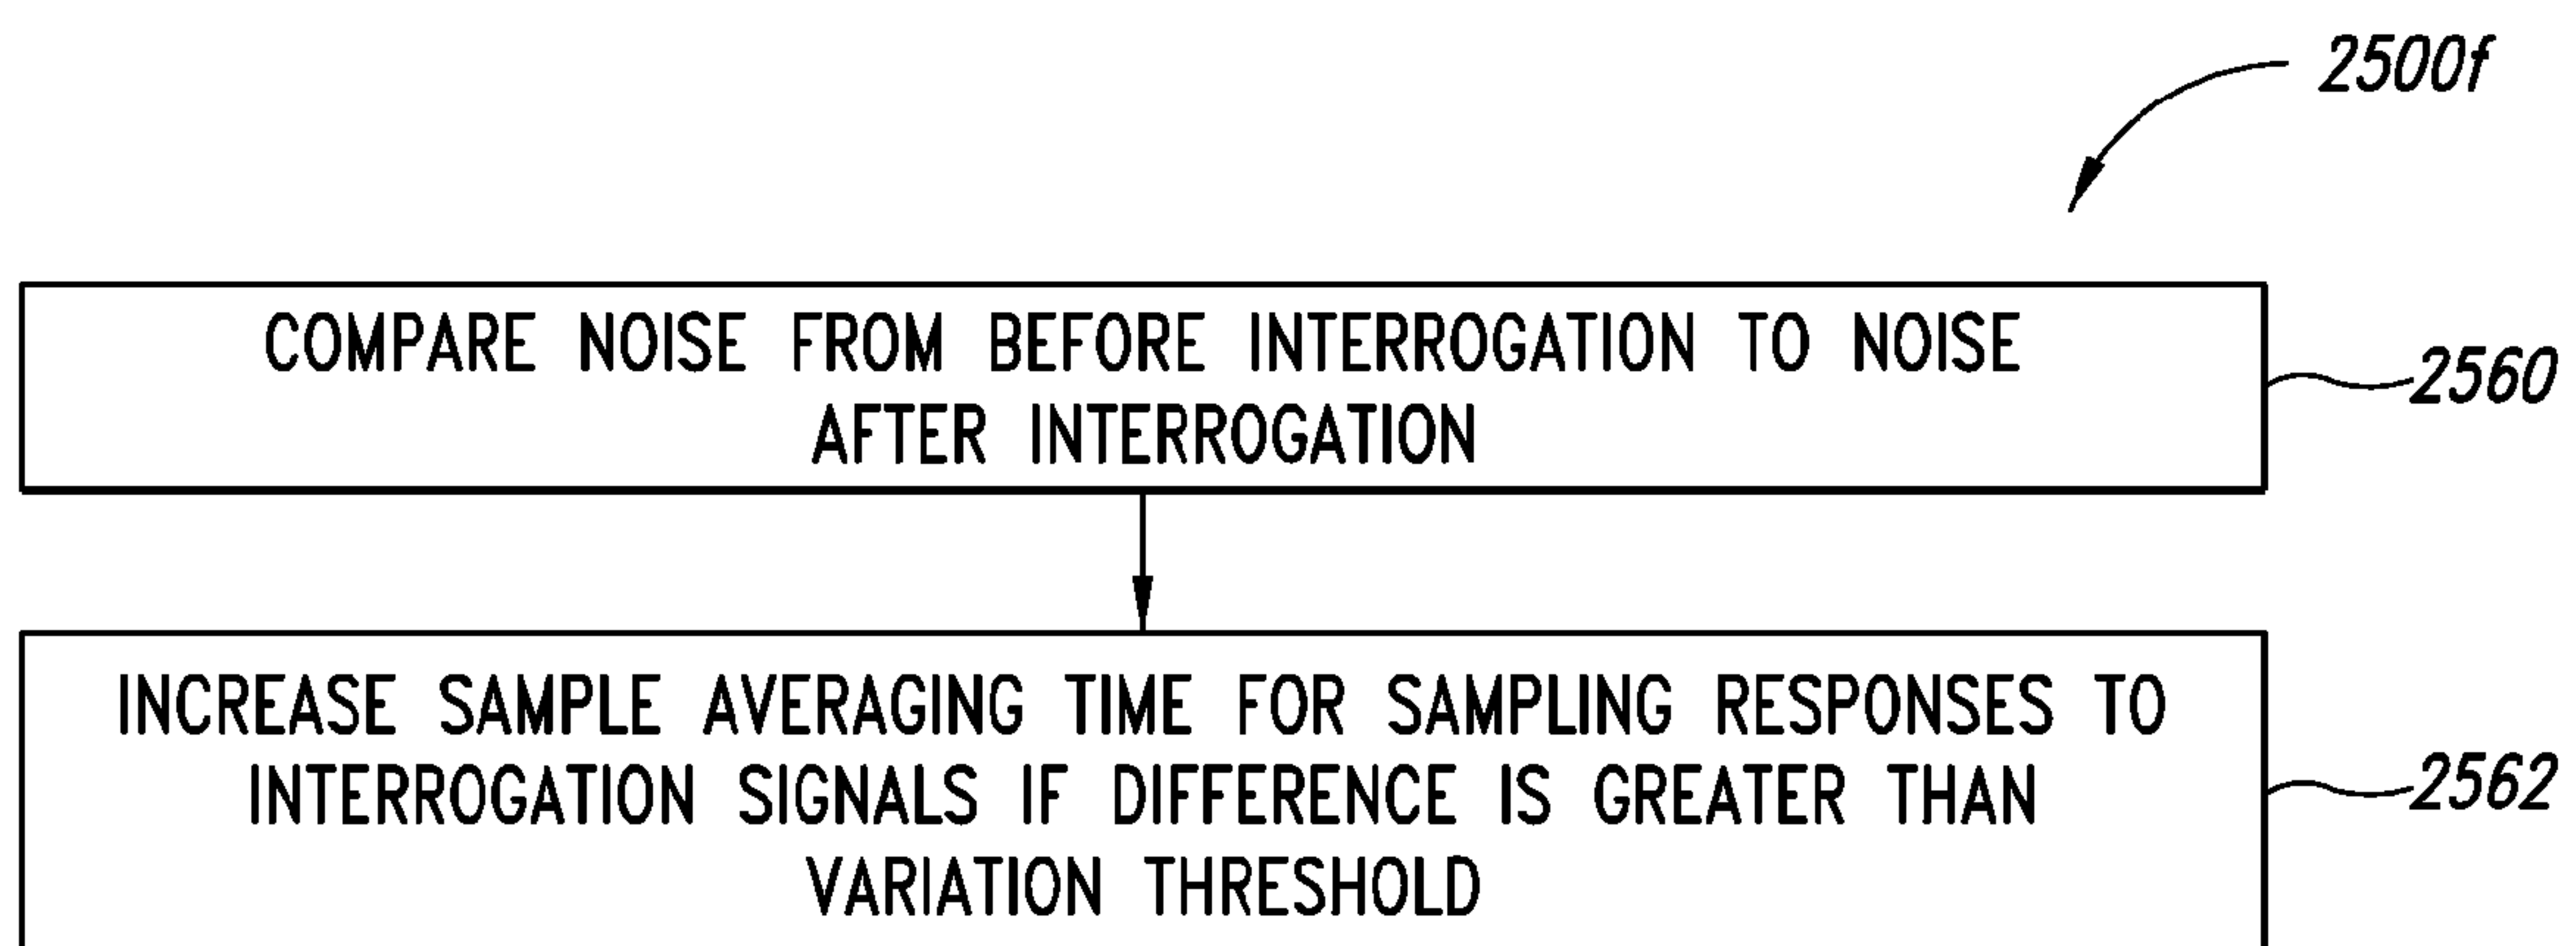 2500f
COMPARE NOISE FROM BEFORE INTERROGATION TO NOISE
AFTER INTERROGATION
2560
INCREASE SAMPLE AVERAGING TIME FOR SAMPLING RESPONSES TO
INTERROGATION SIGNALS IF DIFFERENCE IS GREATER THAN
VARIATION THRESHOLD
2562